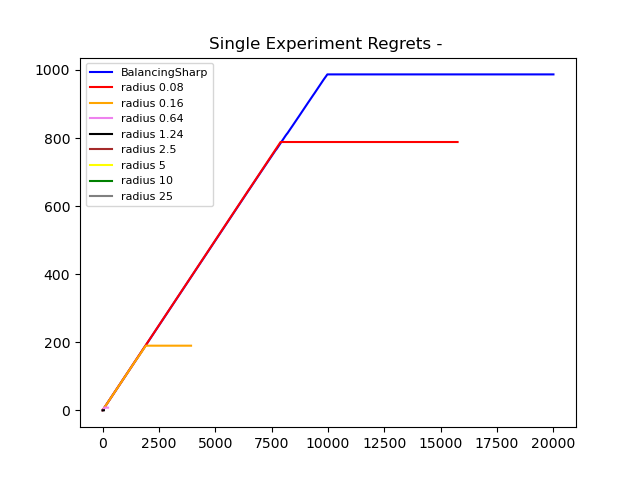 Single Experiment Regrets -
1000
800
600
400
200
0
BalancingSharp
radius 0.08
radius 0.16
radius 0.64
radius 1.24
radius 2.5
radius 5
radius 10
radius 25
0 2500 5000 7500 10000 12500 15000 17500 20000